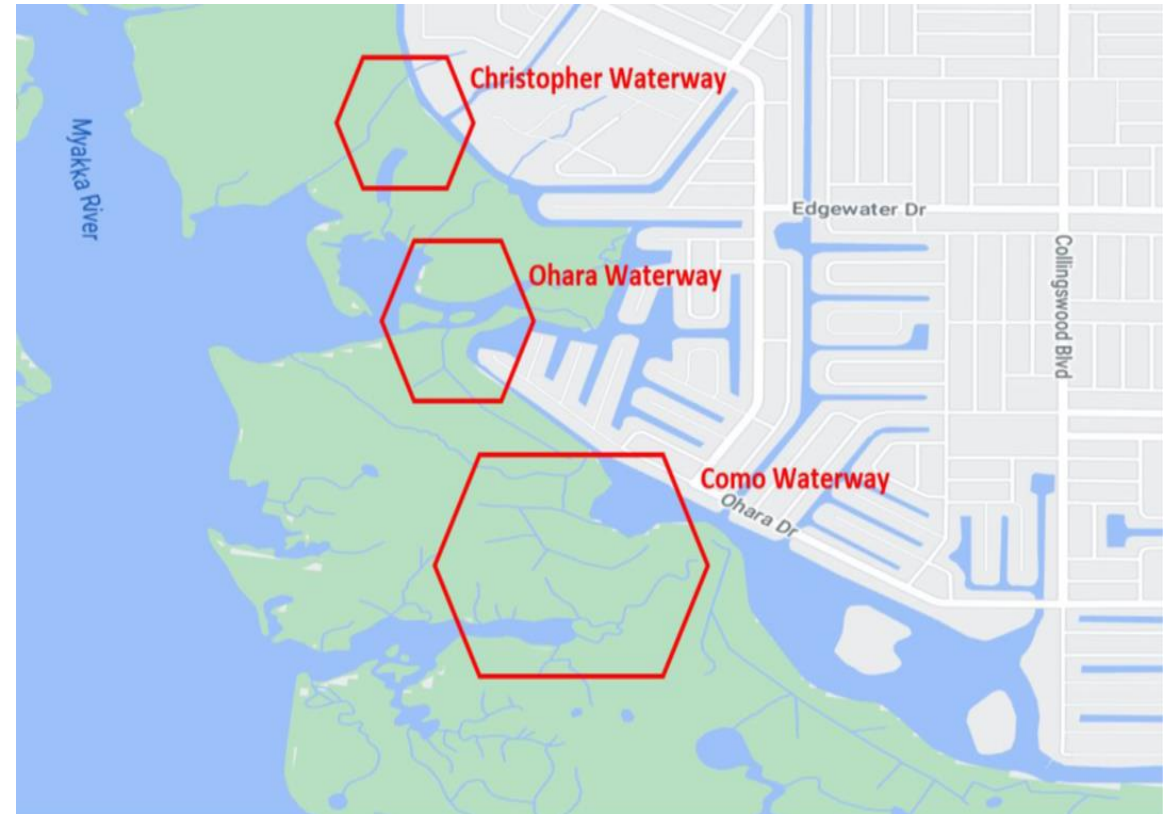 Christopher Waterway
Myakka River
Edgewater Dr
Ohara Waterway
Collingswood Blvd
Como Waterway
Ohara Dr